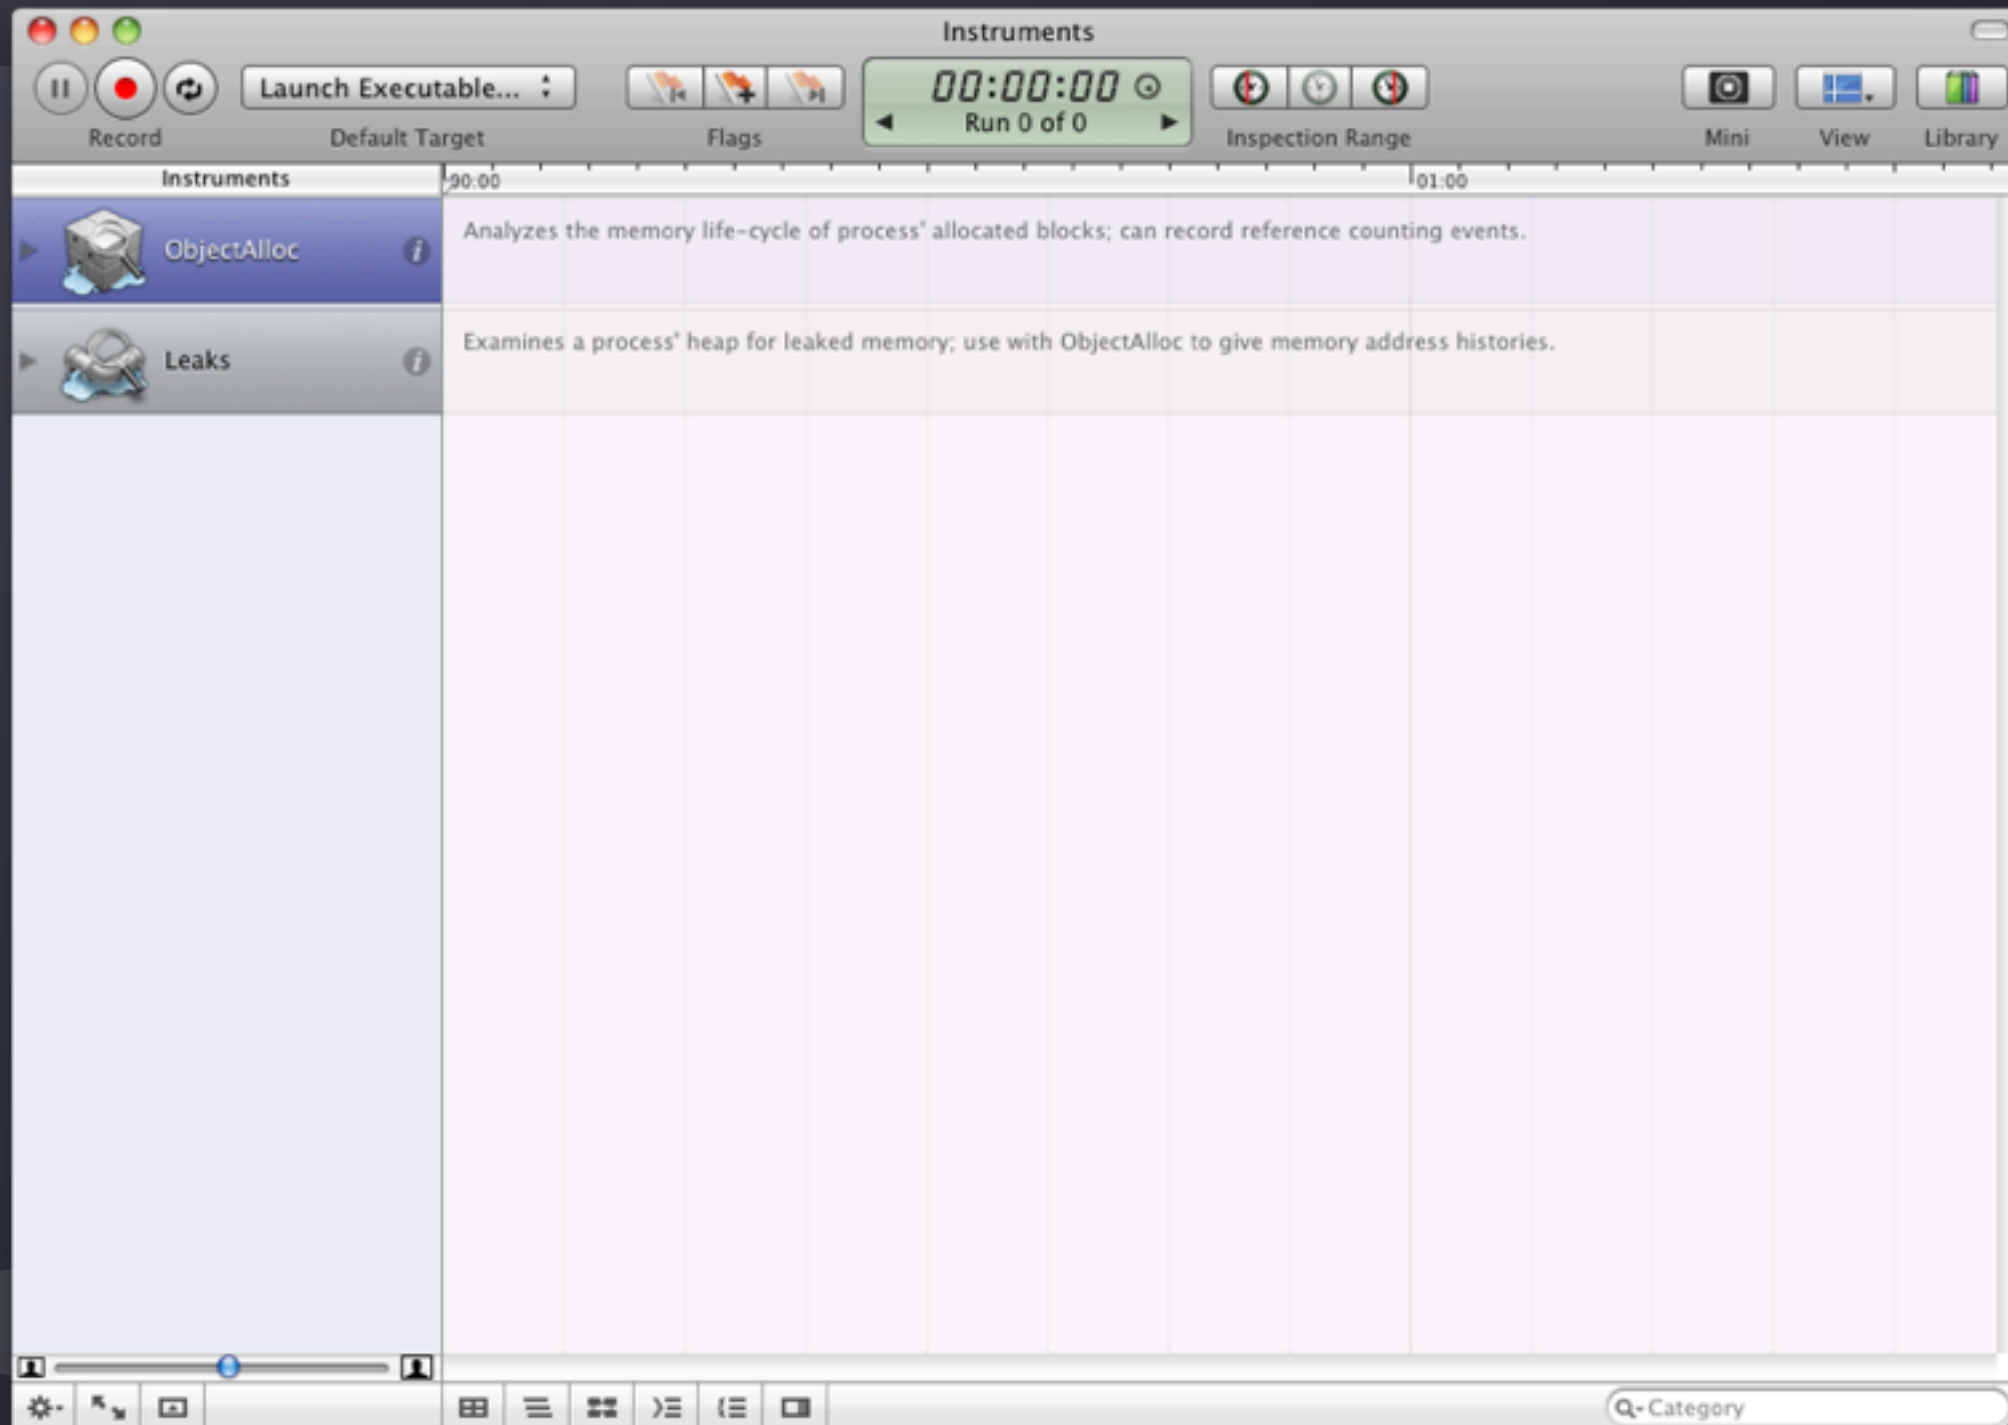 Instruments
Launch Executable...
00:00:00
Run 0 of 0
Record
Default Target
Flags
Inspection Range
Mini
View
Library
Instruments
00:00
01:00
ObjectAlloc
Analyzes the memory life-cycle of process' allocated blocks; can record reference counting events.
Leaks
Examines a process' heap for leaked memory; use with ObjectAlloc to give memory address histories.
Category